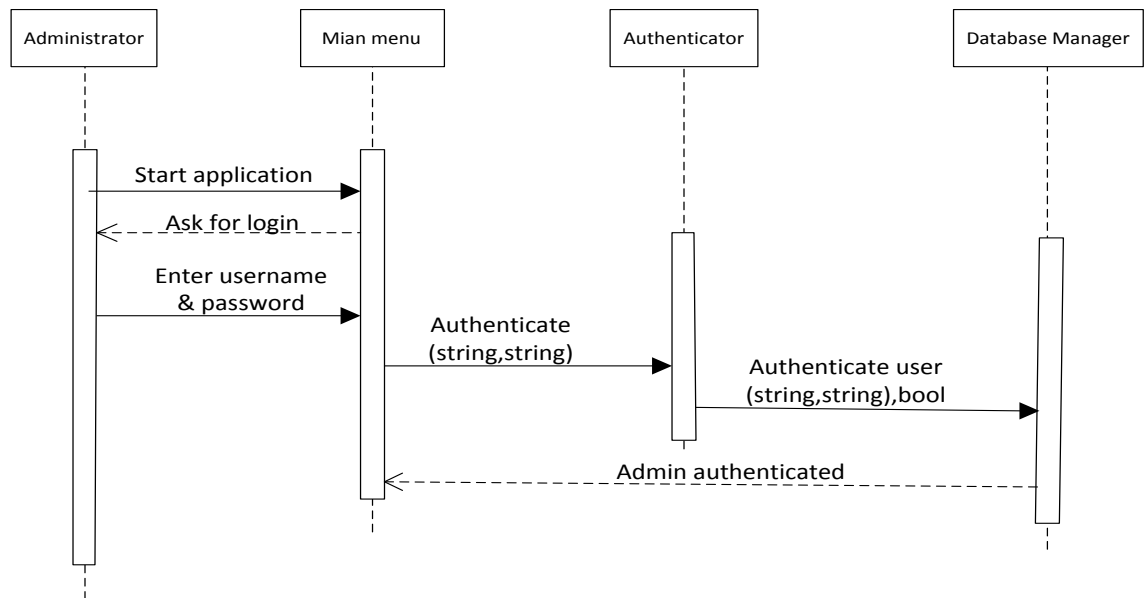 Administrator
Mian menu
Authenticator
Database Manager
Start application
Ask for login
Enter username
& password
Authenticate
(string,string)
Authenticate user
(string,string),bool
Admin authenticated